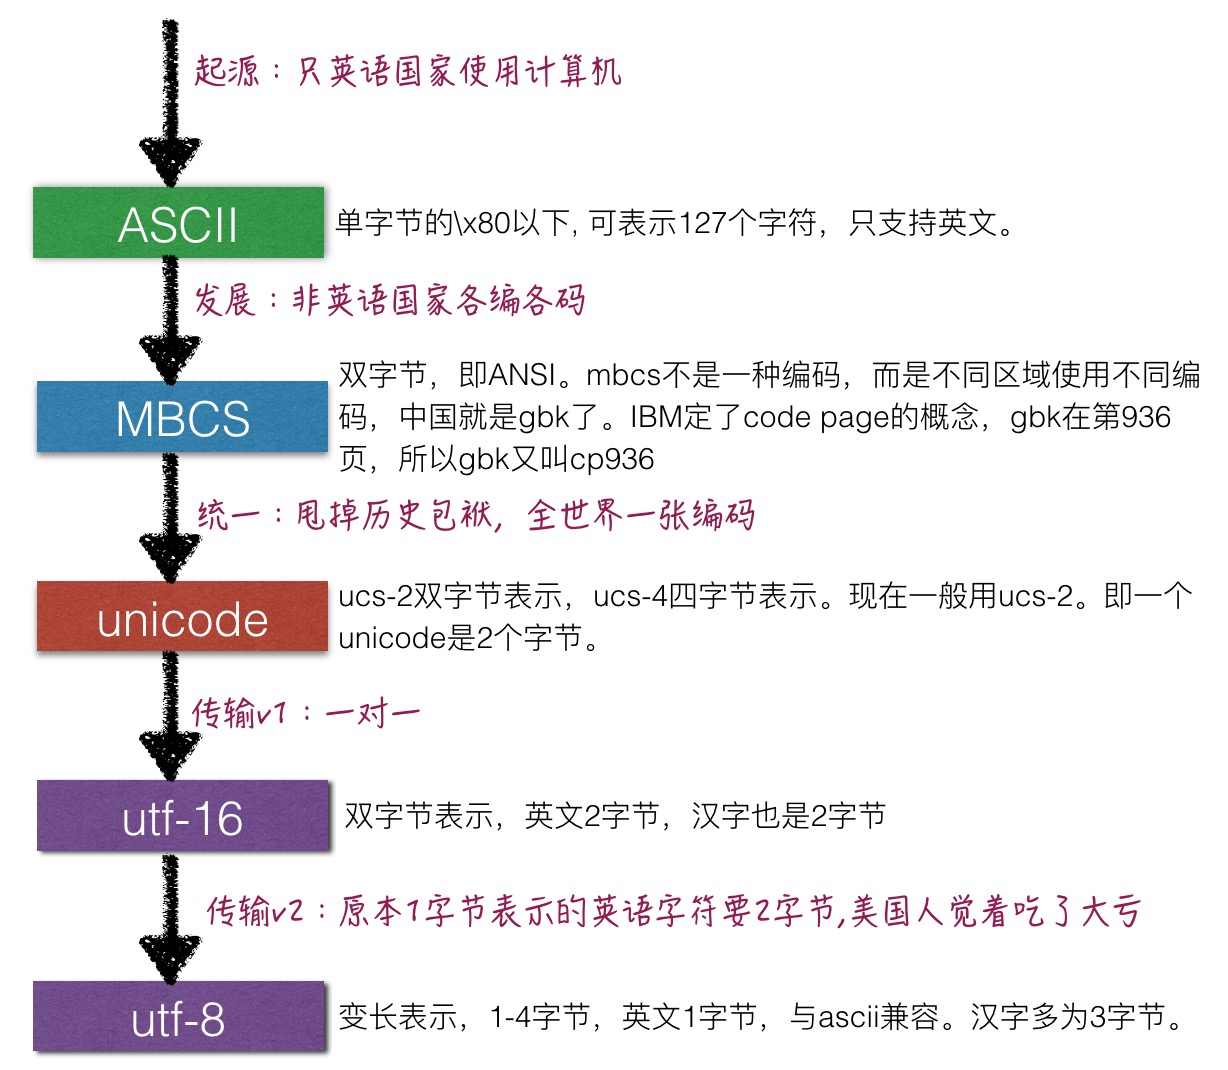 起源：只英语国家使用计算机
ASCII
单字节的\x80以下, 可表示127个字符，只支持英文。
发展：非英语国家各编各码
MBCS
双字节，即ANSI。mbcs不是一种编码，而是不同区域使用不同编
码，中国就是gbk了。IBM定了code page的概念，gbk在第936
页，所以gbk又叫cp936
统一：甩掉历史包袱，全世界一张编码
unicode
ucs-2双字节表示，ucs-4四字节表示。现在一般用ucs-2。即一个
unicode是2个字节。
传输v1：一对一
utf-16
双字节表示，英文2字节，汉字也是2字节
传输v2：原本1字节表示的英语字符要2字节,美国人觉着吃了大亏
utf-8
变长表示，1-4字节，英文1字节，与ascii兼容。汉字多为3字节。